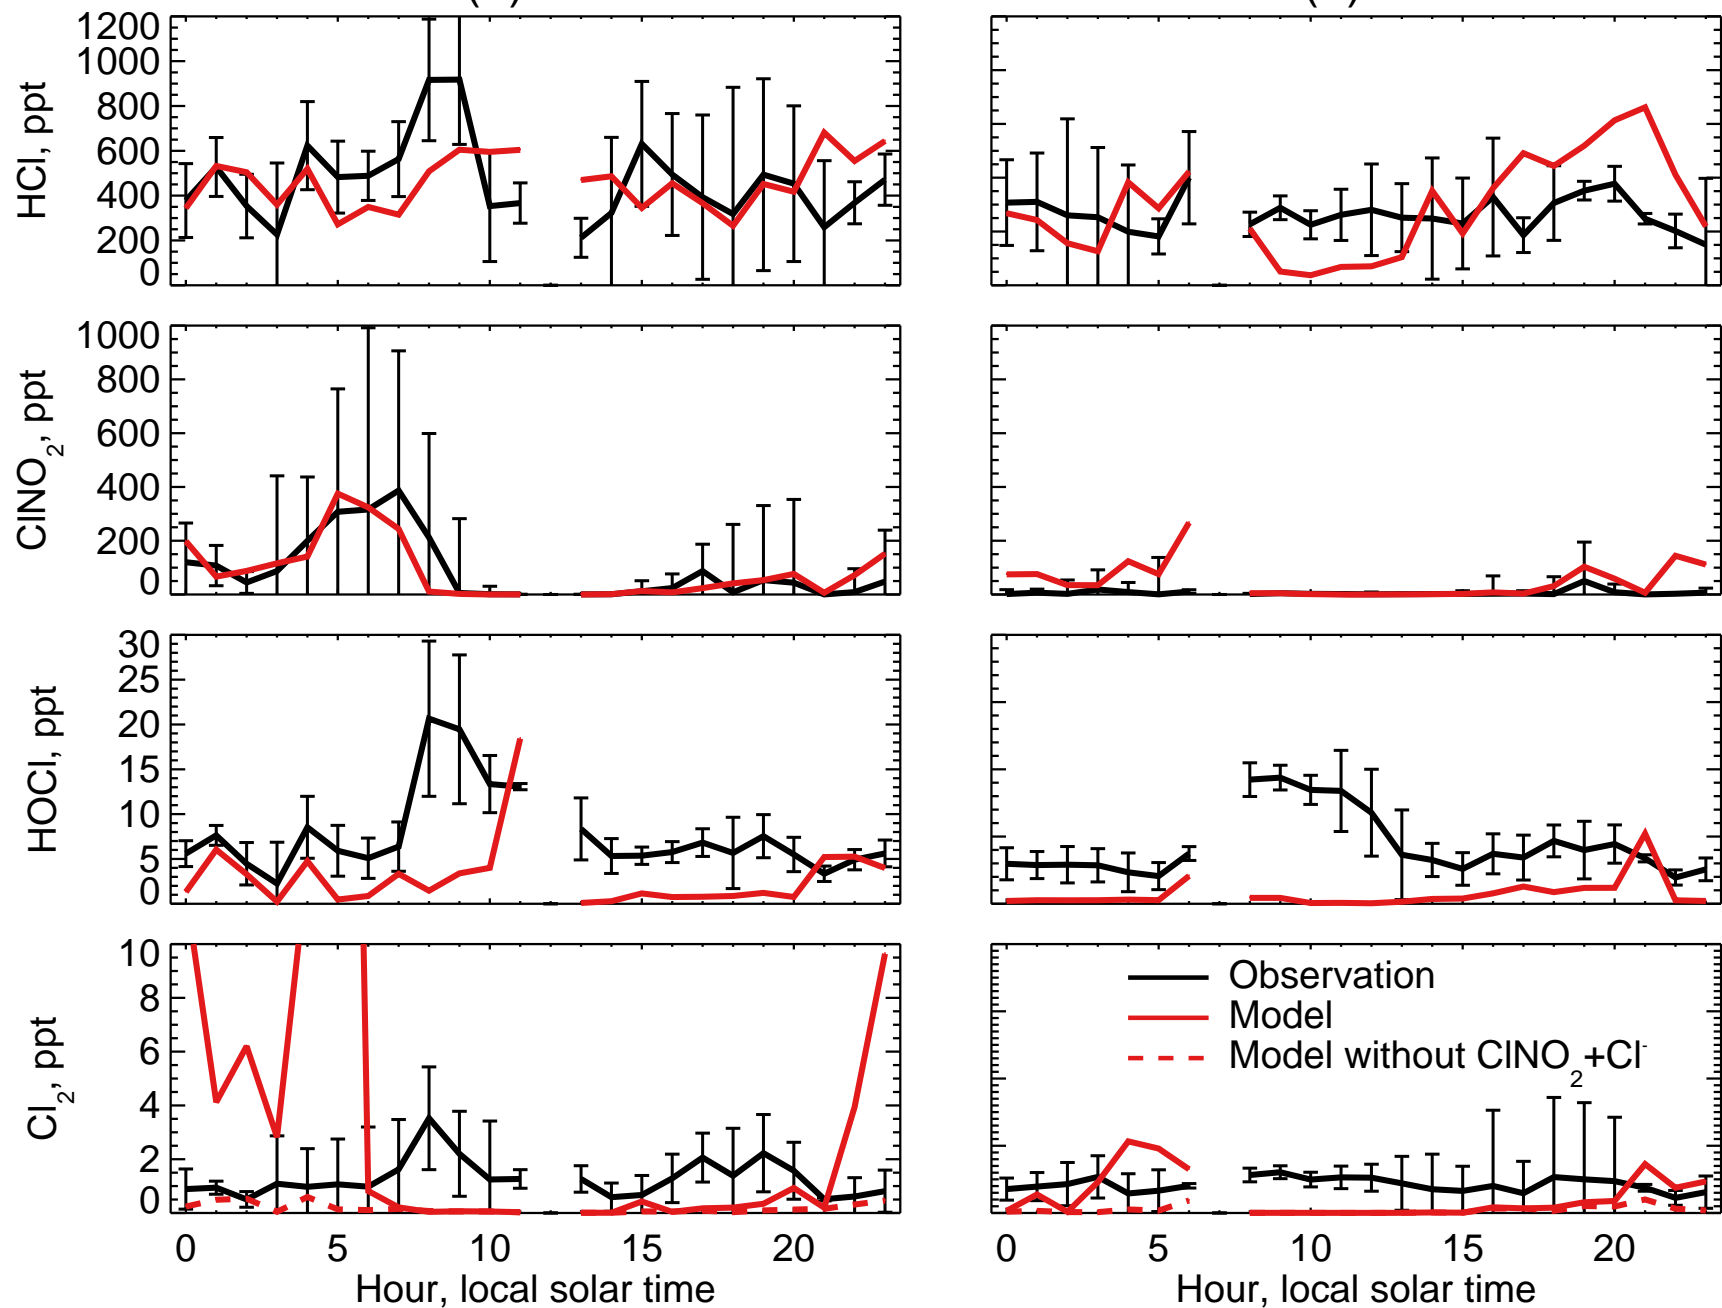 HCl, ppt
1200
1000
800
600
400
200
0
ClNO2, ppt
1000
800
600
400
200
0
HOCl, ppt
30
25
20
15
10
5
0
Cl2, ppt
10
8
6
4
2
0
Observation
Model
Model without ClNO2+Cl-
0 5 10 15 20
0 5 10 15 20
Hour, local solar time
Hour, local solar time